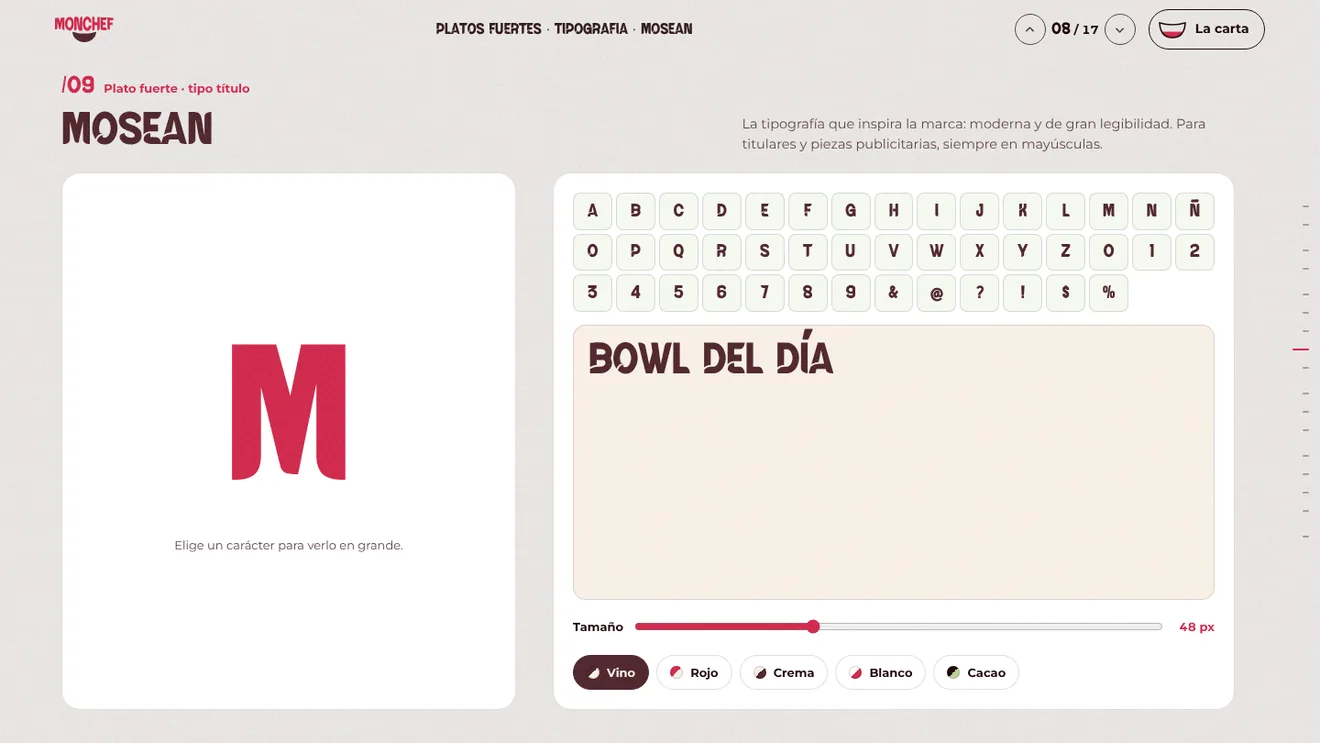 MONCHEF
PLATOS FUERTES · TIPOGRAFIA · MOSEAN
08 / 17
La carta
/09 Plato fuerte · tipo título
MOSEAN
La tipografía que inspira la marca: moderna y de gran legibilidad. Para
titulares y piezas publicitarias, siempre en mayúsculas.
M
Elige un carácter para verlo en grande.
A B C D E F G H I J K L M N Ñ
O P Q R S T U V W X Y Z 0 1 2
3 4 5 6 7 8 9 & @ ? ! $ %
BOWL DEL DÍA
Tamaño 48 px
Vino Rojo Crema Blanco Cacao